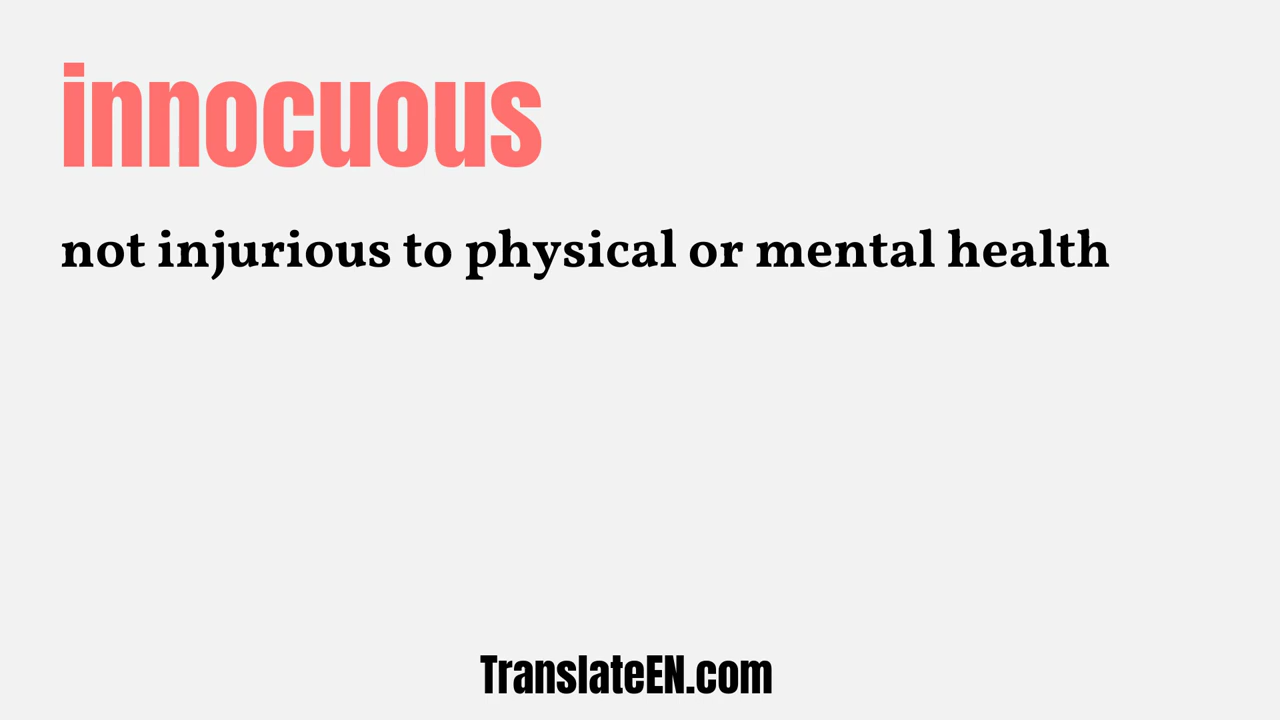 innocuous
not injurious to physical or mental health
TranslateEN.com